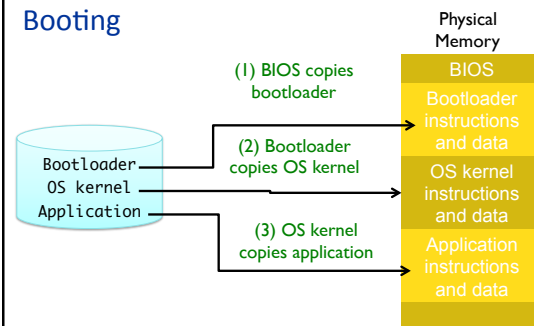 Booting
Physical
Memory
(1) BIOS copies
bootloader
BIOS
Bootloader
instructions
and data
(2) Bootloader
copies OS kernel
Bootloader
OS kernel
Application
OS kernel
instructions
and data
(3) OS kernel
copies application
Application
instructions
and data